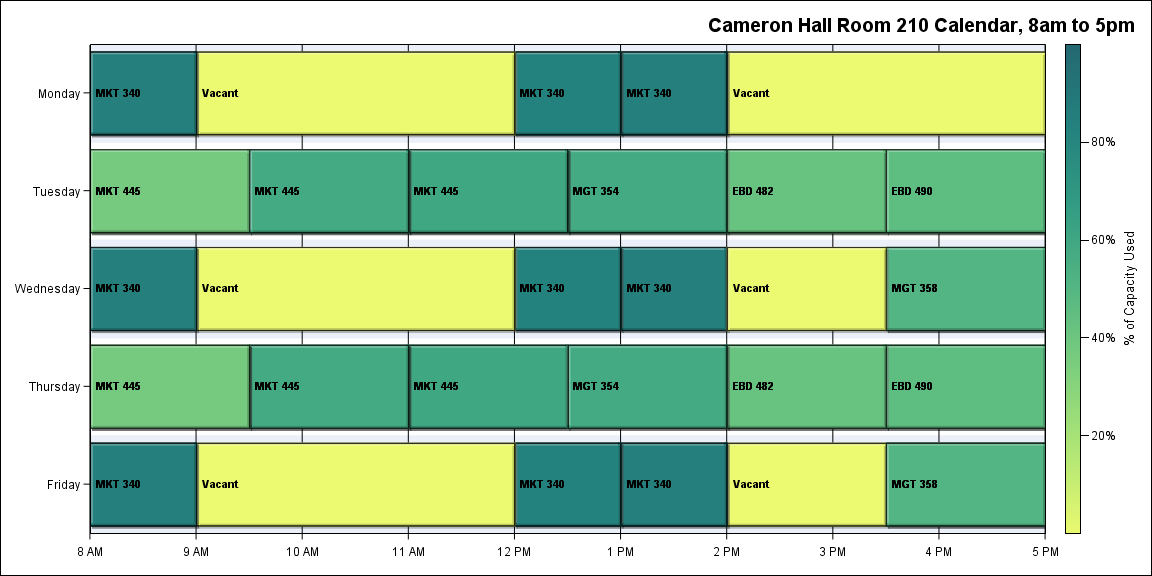 Cameron Hall Room 210 Calendar, 8am to 5pm
Monday MKT 340 Vacant MKT 340 MKT 340 Vacant
80%
Tuesday MKT 445 MKT 445 MKT 445 MGT 354 EBD 482 EBD 490
60%
Wednesday MKT 340 Vacant MKT 340 MKT 340 Vacant MGT 358
% of Capacity Used
40%
Thursday MKT 445 MKT 445 MKT 445 MGT 354 EBD 482 EBD 490
20%
Friday MKT 340 Vacant MKT 340 MKT 340 Vacant MGT 358
8 AM 9 AM 10 AM 11 AM 12 PM 1 PM 2 PM 3 PM 4 PM 5 PM